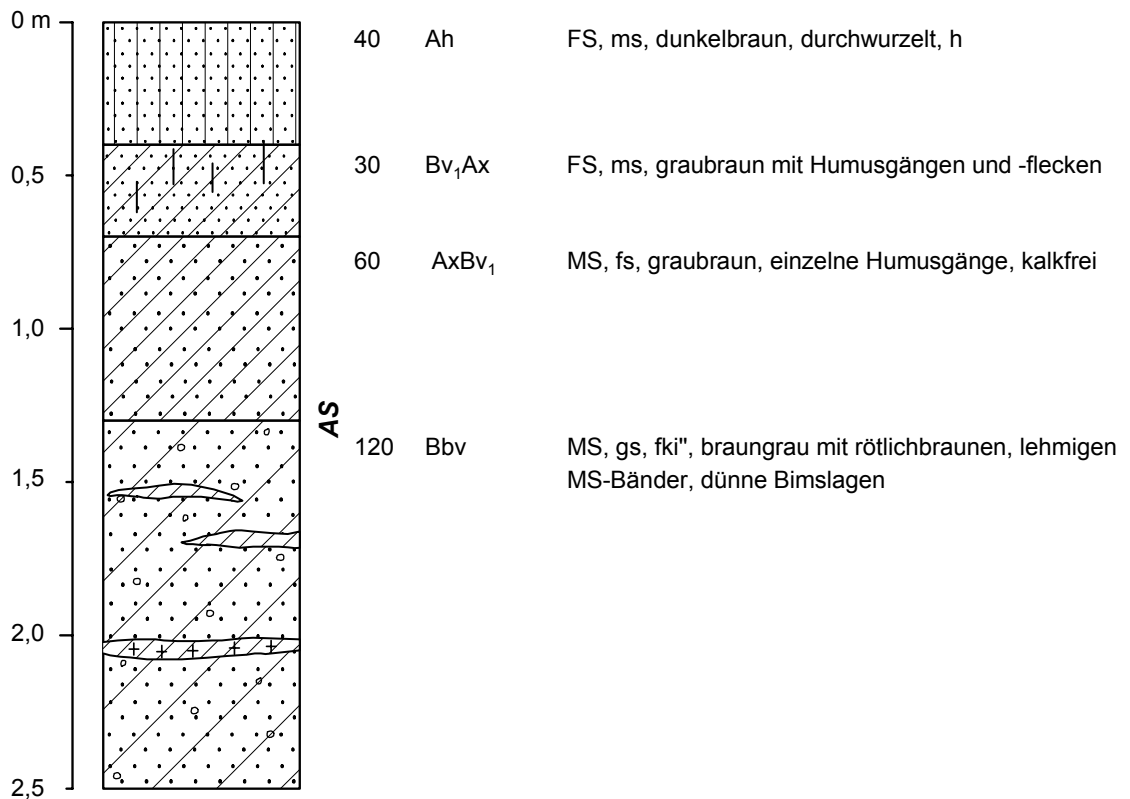 0 m
40 Ah FS, ms, dunkelbraun, durchwurzelt, h
0,5
30 Bv₁Ax FS, ms, graubraun mit Humusgängen und -flecken
60 AxBv₁ MS, fs, graubraun, einzelne Humusgänge, kalkfrei
1,0
AS
120 Bbv MS, gs, fki", braungrau mit rötlichbraunen, lehmigen
MS-Bänder, dünne Bimslagen
1,5
2,0
2,5